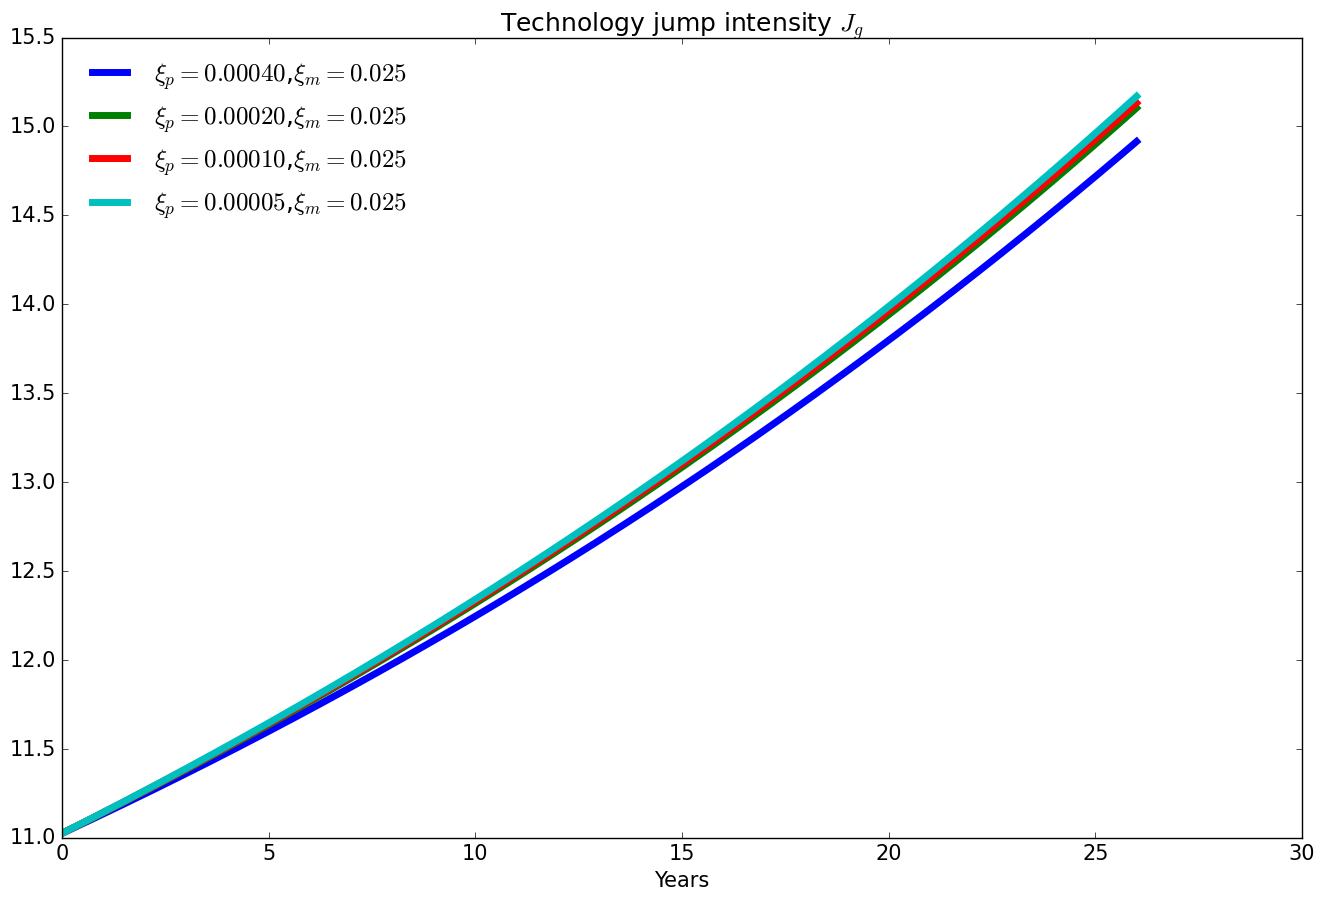 Technology jump intensity J_g
15.5
15.0
14.5
14.0
13.5
13.0
12.5
12.0
11.5
11.0
ξ_p = 0.00040,ξ_m = 0.025
ξ_p = 0.00020,ξ_m = 0.025
ξ_p = 0.00010,ξ_m = 0.025
ξ_p = 0.00005,ξ_m = 0.025
0 5 10 15 20 25 30
Years